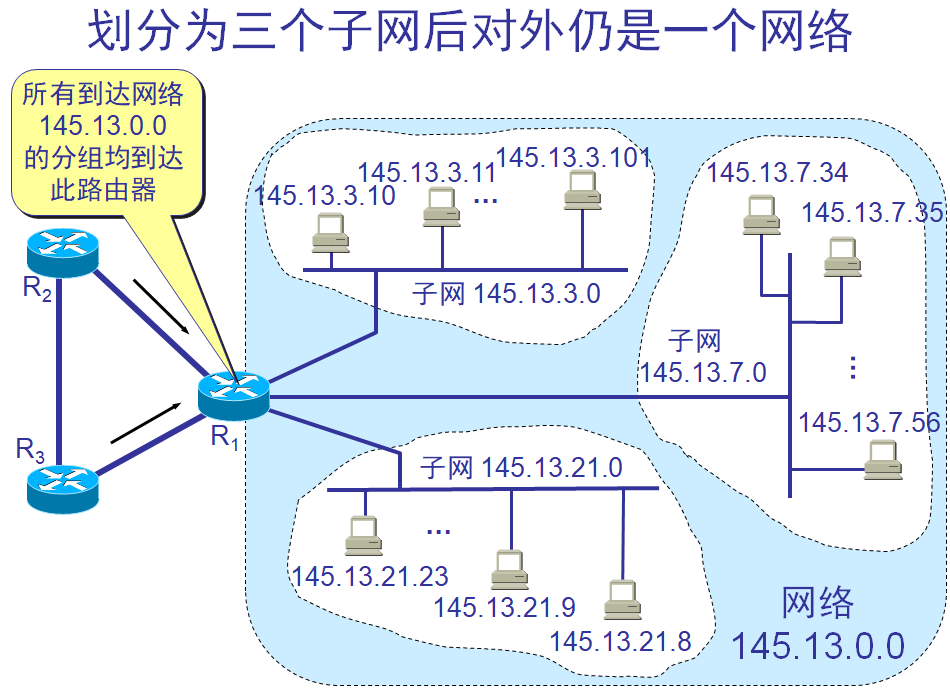 划分为三个子网后对外仍是一个网络
所有到达网络
145.13.0.0
的分组均到达
此路由器
145.13.3.10
145.13.3.11
...
145.13.3.101
子网 145.13.3.0
145.13.7.34
145.13.7.35
子网
145.13.7.0
...
145.13.7.56
R2
R1
R3
子网 145.13.21.0
...
145.13.21.23
145.13.21.9
145.13.21.8
网络
145.13.0.0